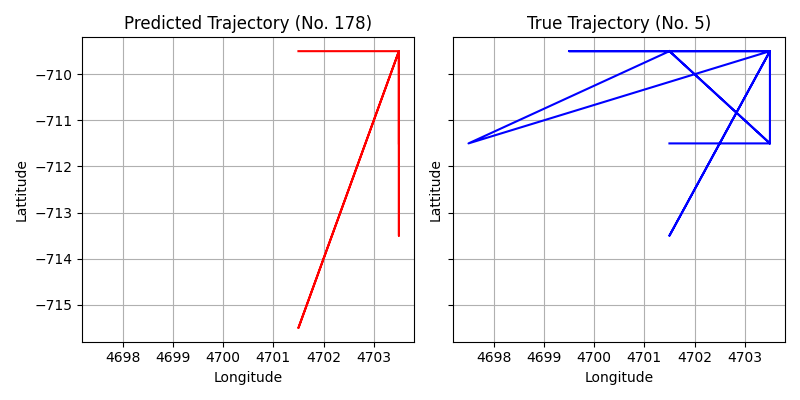 Predicted Trajectory (No. 178)
True Trajectory (No. 5)
Lattitude
−710
−711
−712
−713
−714
−715
4698 4699 4700 4701 4702 4703
Longitude
Lattitude
4698 4699 4700 4701 4702 4703
Longitude